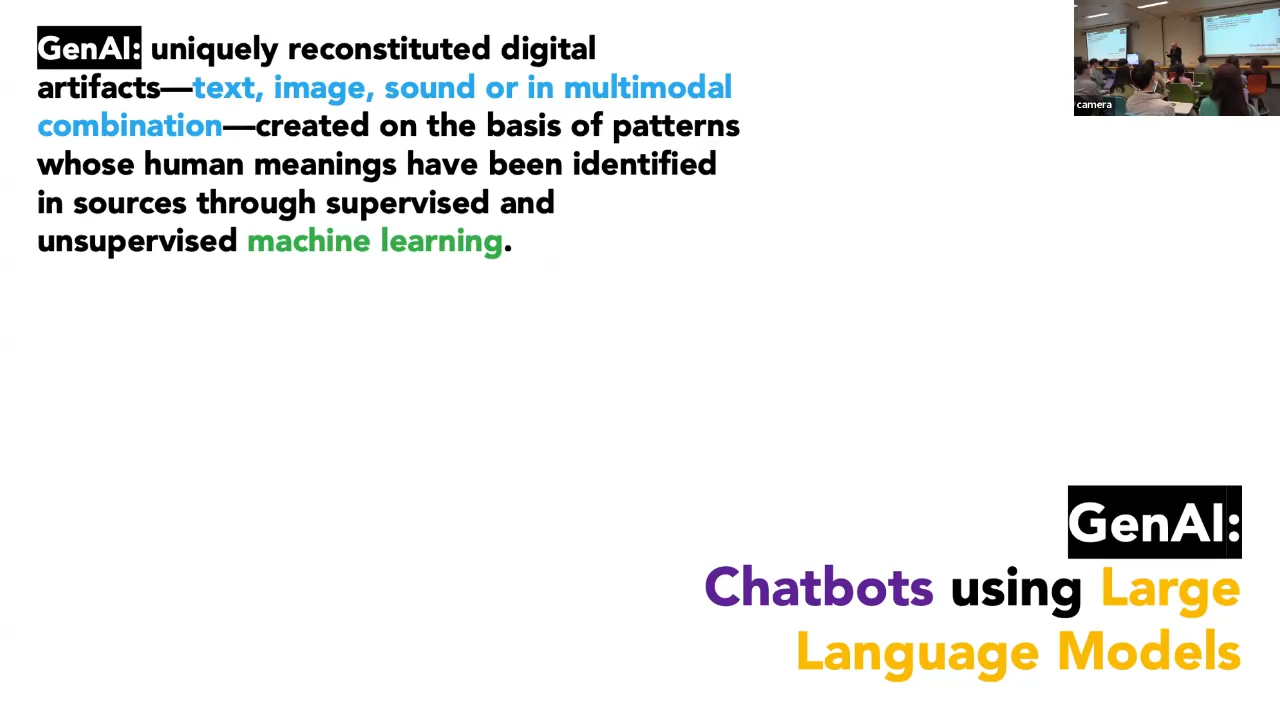 GenAI: uniquely reconstituted digital
artifacts—text, image, sound or in multimodal
combination—created on the basis of patterns
whose human meanings have been identified
in sources through supervised and
unsupervised machine learning.
camera
GenAI:
Chatbots using Large
Language Models